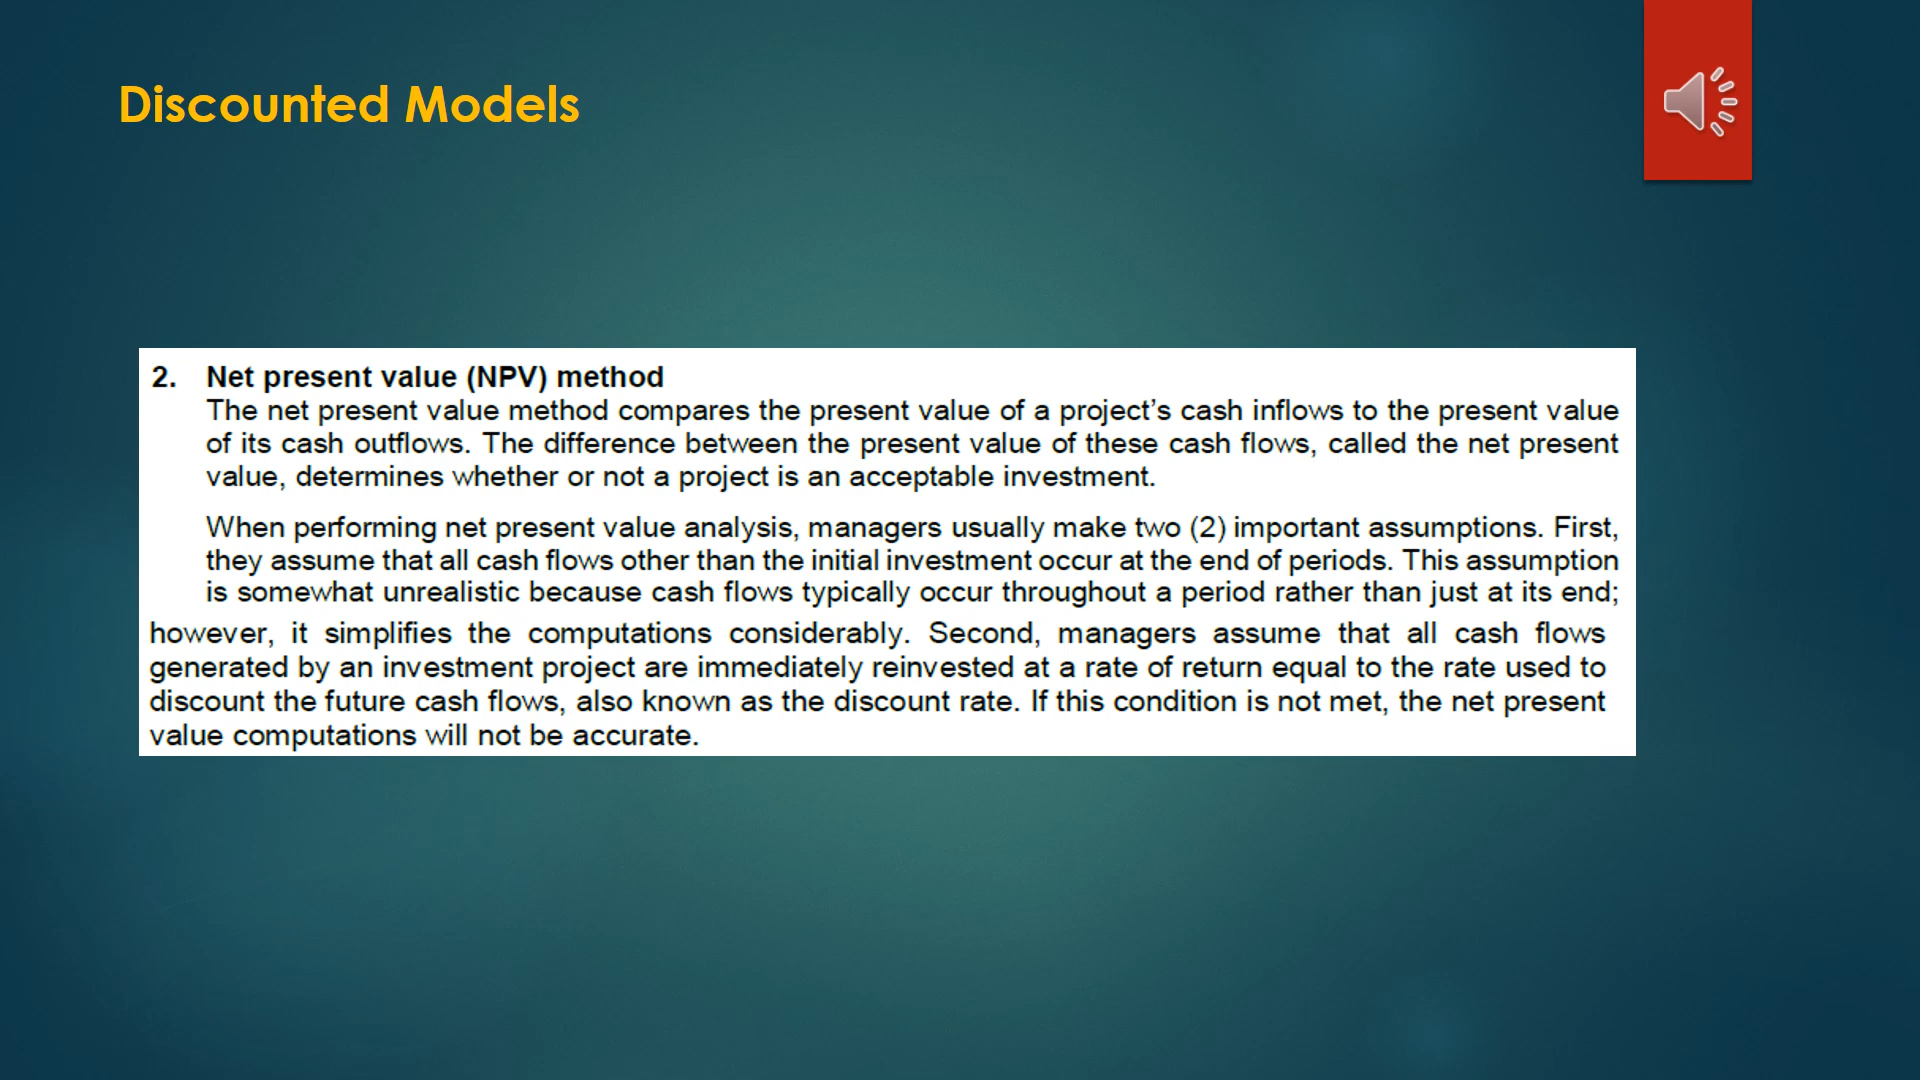 Discounted Models
2. Net present value (NPV) method
The net present value method compares the present value of a project's cash inflows to the present value
of its cash outflows. The difference between the present value of these cash flows, called the net present
value, determines whether or not a project is an acceptable investment.
When performing net present value analysis, managers usually make two (2) important assumptions. First,
they assume that all cash flows other than the initial investment occur at the end of periods. This assumption
is somewhat unrealistic because cash flows typically occur throughout a period rather than just at its end;
however, it simplifies the computations considerably. Second, managers assume that all cash flows
generated by an investment project are immediately reinvested at a rate of return equal to the rate used to
discount the future cash flows, also known as the discount rate. If this condition is not met, the net present
value computations will not be accurate.